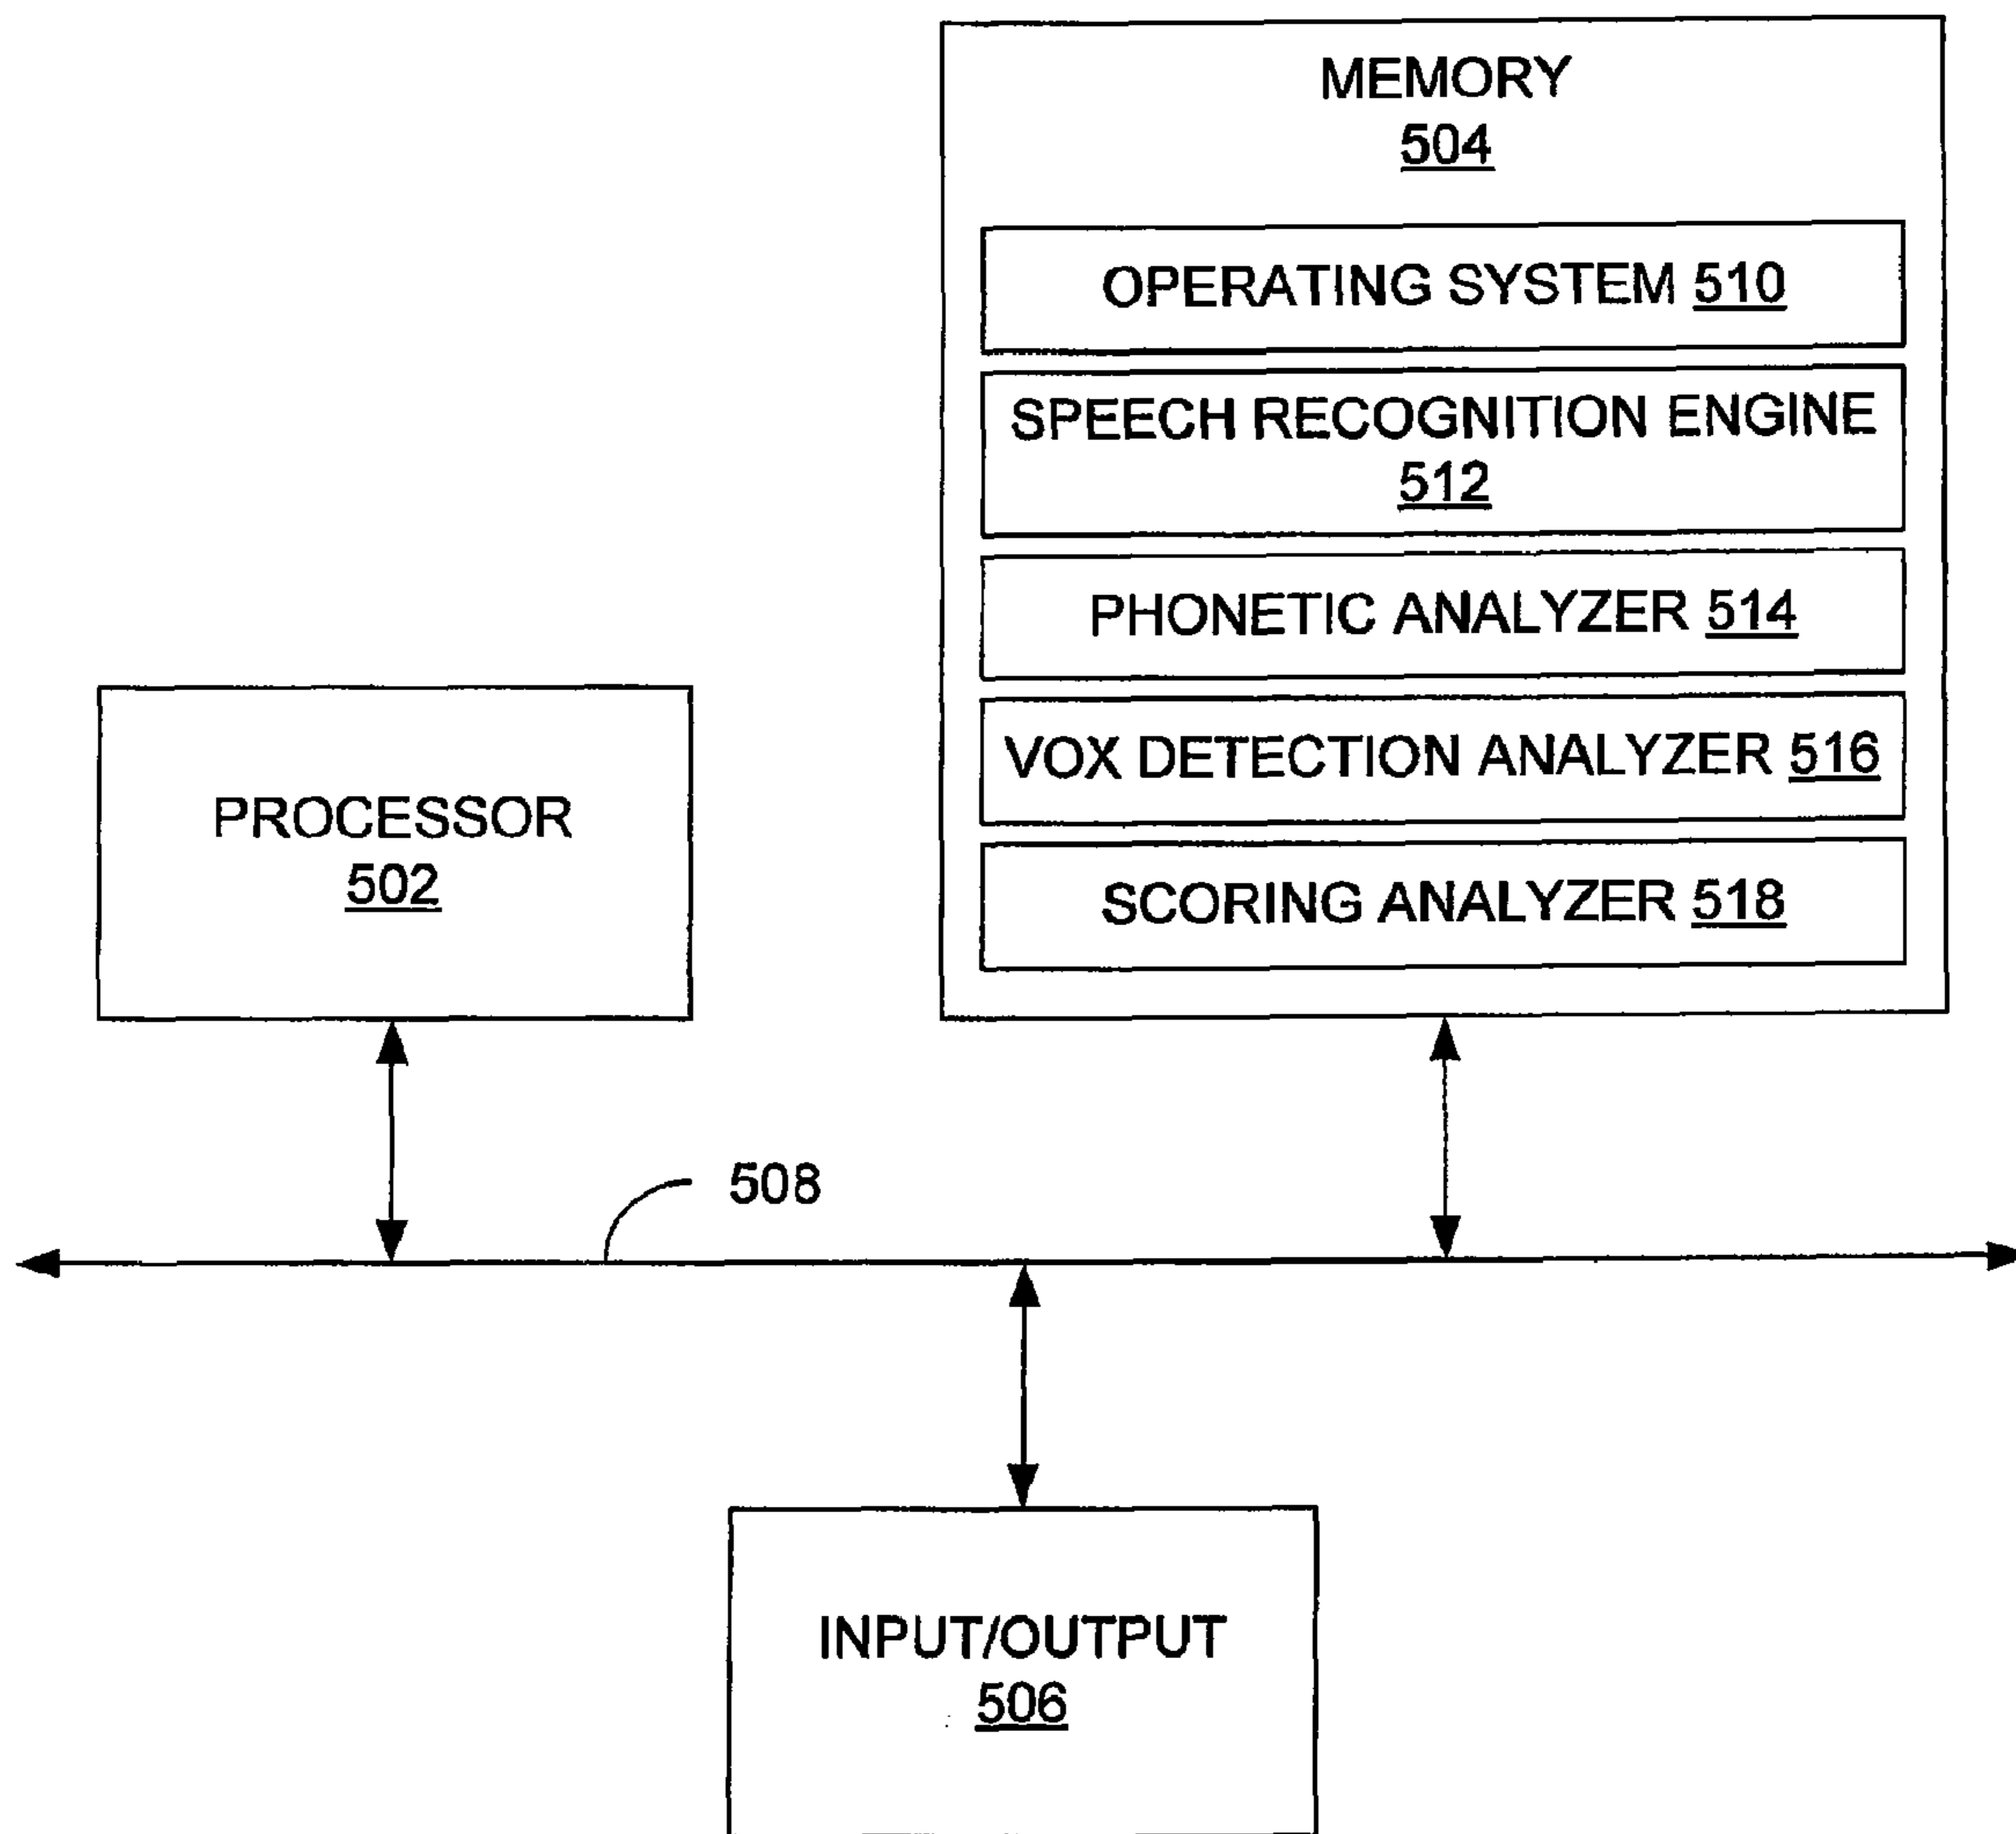 MEMORY
504
OPERATING SYSTEM 510
SPEECH RECOGNITION ENGINE
512
PHONETIC ANALYZER 514
VOX DETECTION ANALYZER 516
SCORING ANALYZER 518
PROCESSOR
502
508
INPUT/OUTPUT
506